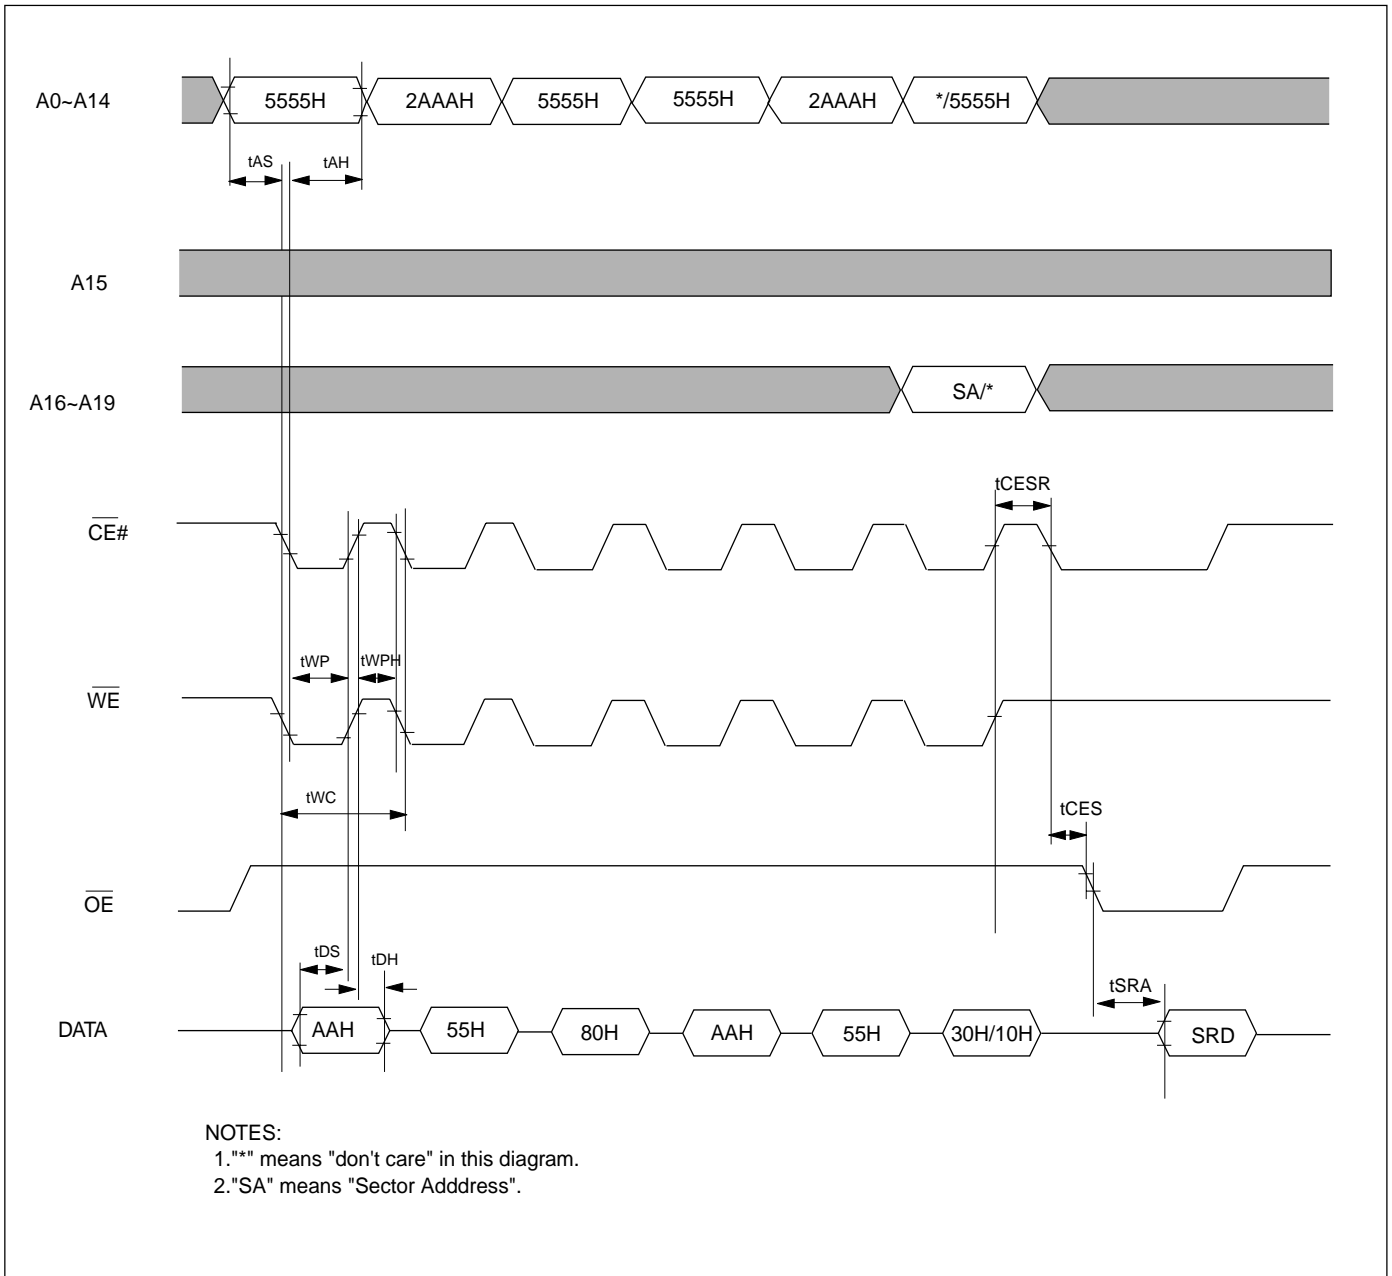 A0~A14 5555H 2AAAH 5555H 5555H 2AAAH */5555H
tAS tAH
A15
A16~A19 SA/*
tCESR
CE#
tWP tWPH
WE
tWC
tCES
OE
tDS tDH
tSRA
DATA AAH 55H 80H AAH 55H 30H/10H SRD
NOTES:
1."*" means "don't care" in this diagram.
2."SA" means "Sector Adddress".